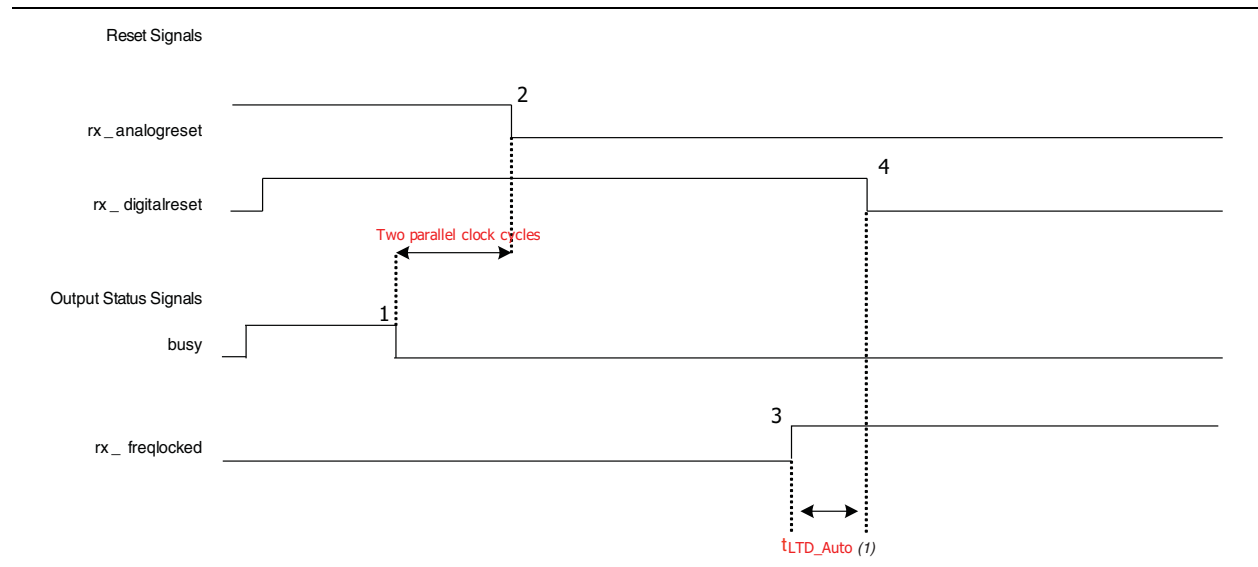 Reset Signals
2
rx _ analogreset
4
rx _ digitalreset
Two parallel clock cycles
Output Status Signals
1
busy
3
rx _ freqlocked
tLTD_Auto (1)